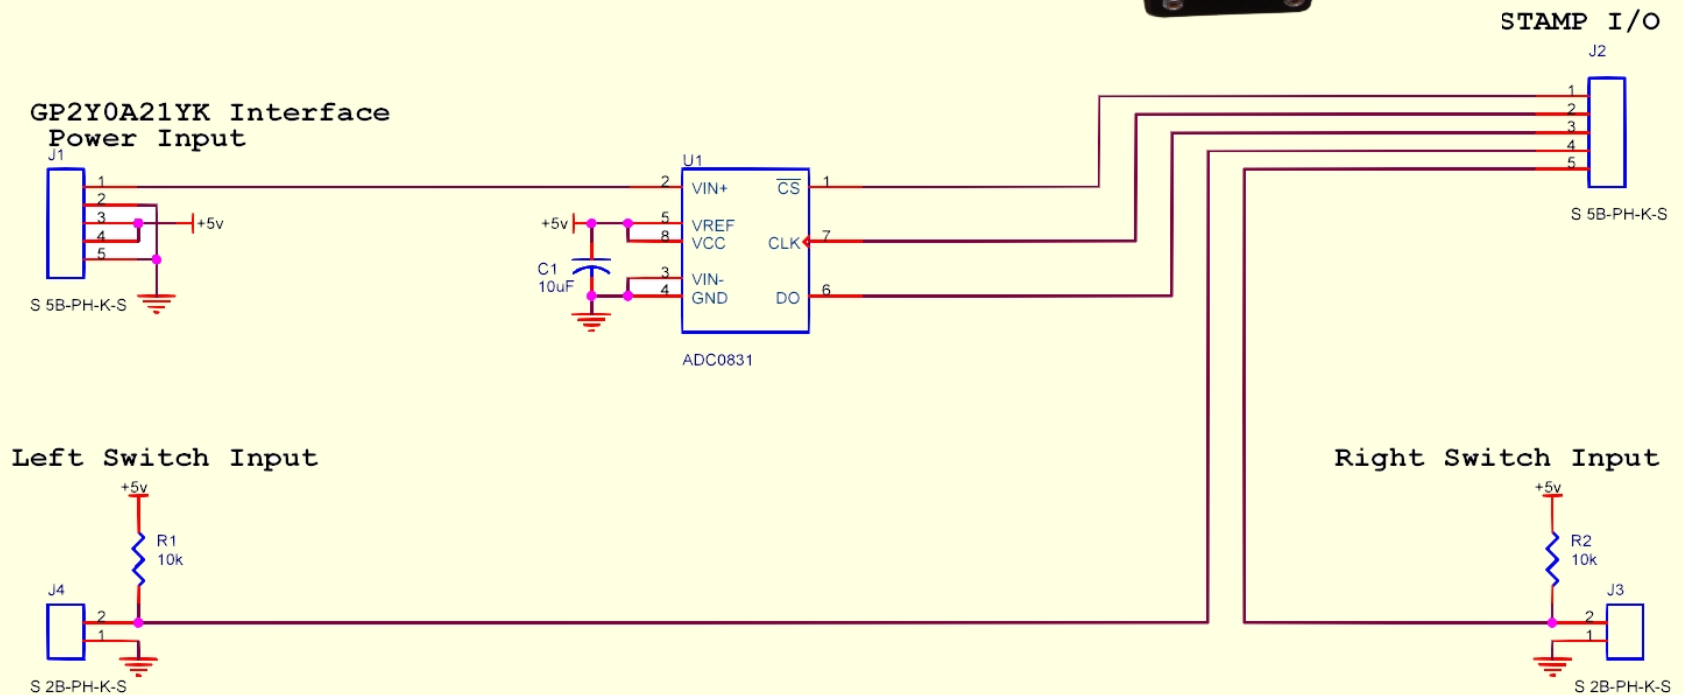 STAMP I/O
J2
1
2
3
4
5
S 5B-PH-K-S
GP2Y0A21YK Interface
Power Input
J1
1
2
3
4
5
+5v
S 5B-PH-K-S
U1
2 VIN+ CS 1
+5v
5 VREF
8 VCC CLK 7
C1
10uF
3 VIN-
4 GND DO 6
ADC0831
Left Switch Input
+5v
R1
10k
J4
2
1
S 2B-PH-K-S
Right Switch Input
+5v
R2
10k
J3
2
1
S 2B-PH-K-S